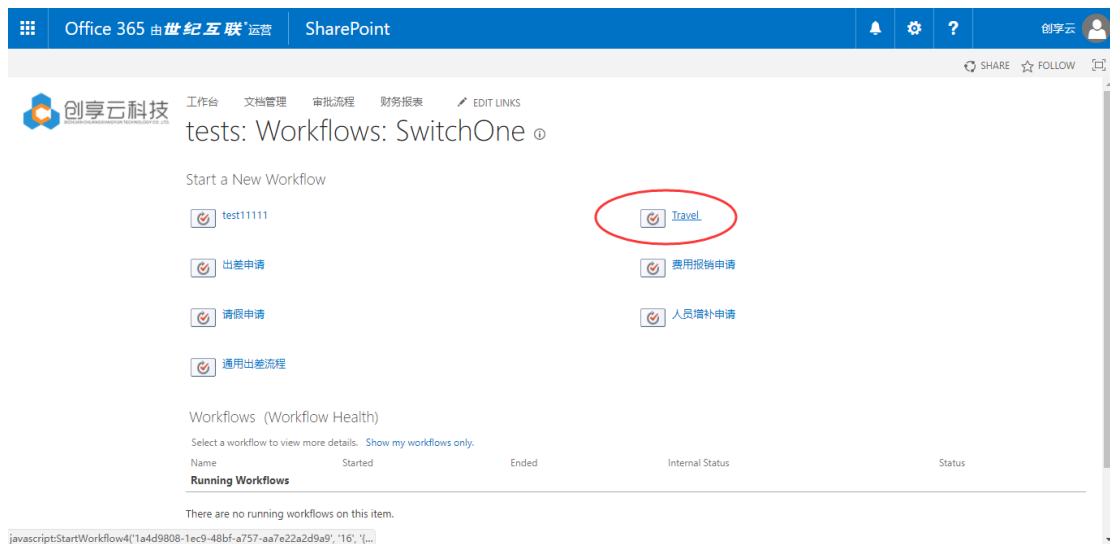 Office 365 由世纪互联运营 SharePoint ? 创享云
SHARE FOLLOW
创享云科技 工作台 文档管理 审批流程 财务报表 EDIT LINKS
tests: Workflows: SwitchOne
Start a New Workflow
test11111 Travel
出差申请 费用报销申请
请假申请 人员增补申请
通用出差流程
Workflows (Workflow Health)
Select a workflow to view more details. Show my workflows only.
Name Started Ended Internal Status Status
Running Workflows
There are no running workflows on this item.
javascript:StartWorkflow4('1a4d9808-1ec9-48bf-a757-aa7e22a2d9a9', '16', '{...